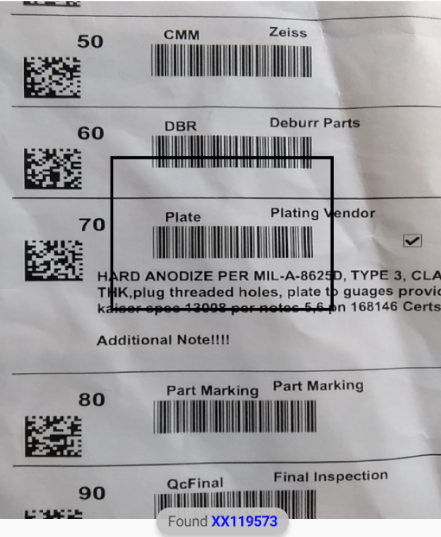 50 CMM Zeiss
60 DBR Deburr Parts
70 Plate Plating Vendor
HARD ANODIZE PER MIL-A-8625D, TYPE 3, CLA
THK,plug threaded holes, plate to guages provic
kaiser spec 13098 per notes 5,6 pn 168146 Certs
Additional Note!!!!
80 Part Marking Part Marking
90 QcFinal Final Inspection
Found XX119573